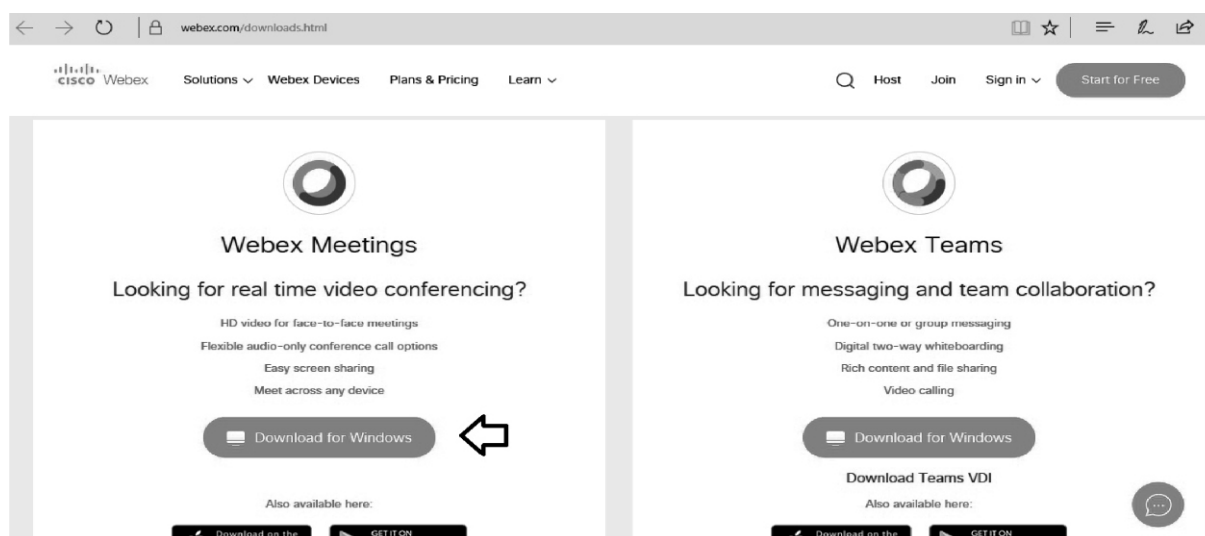 webex.com/downloads.html
CISCO Webex Solutions Webex Devices Plans & Pricing Learn Host Join Sign in Start for Free
Webex Meetings
Looking for real time video conferencing?
HD video for face-to-face meetings
Flexible audio-only conference call options
Easy screen sharing
Meet across any device
Download for Windows
Also available here:
Download on the
GET IT ON
Webex Teams
Looking for messaging and team collaboration?
One-on-one or group messaging
Digital two-way whiteboarding
Rich content and file sharing
Video calling
Download for Windows
Download Teams VDI
Also available here:
Download on the
GET IT ON